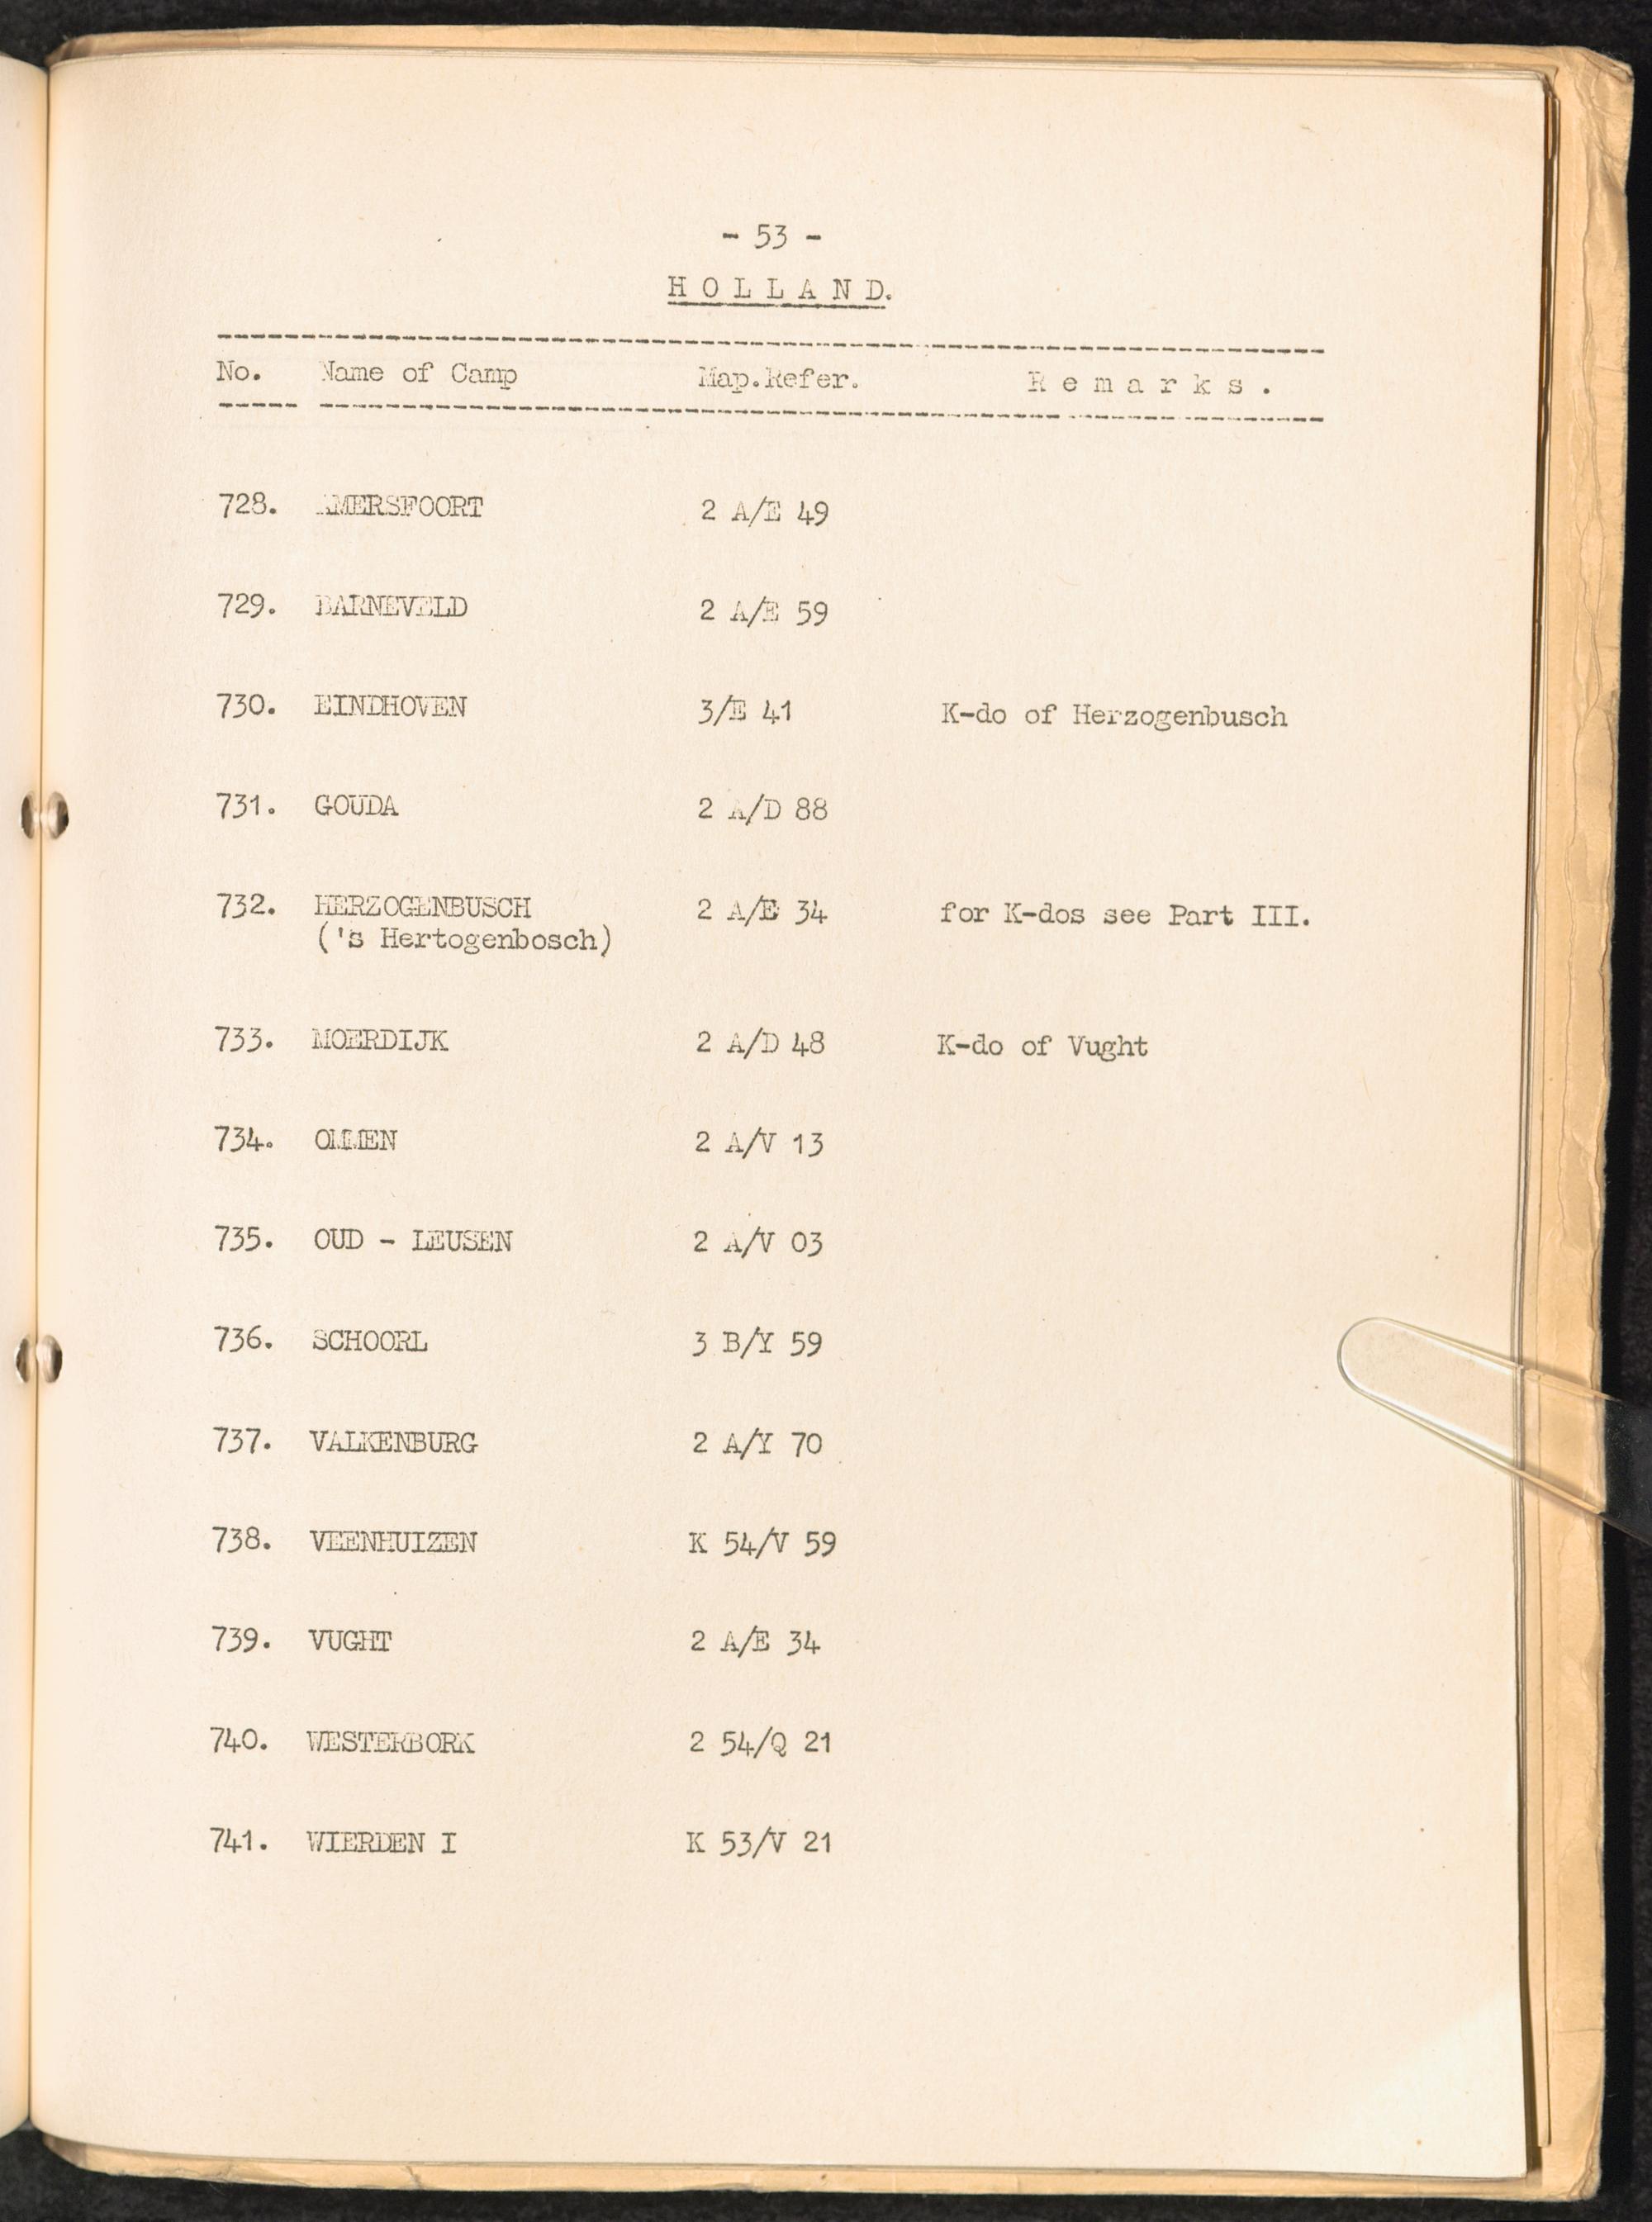 - 53 -
HOLLAND.
No. Name of Camp Map.Refer. Remarks.
728. AMERSFOORT 2 A/E 49
729. BARNEVELD 2 A/E 59
730. EINDHOVEN 3/E 41 K-do of Herzogenbusch
731. GOUDA 2 A/D 88
732. HERZOGENBUSCH 2 A/E 34 for K-dos see Part III.
('s Hertogenbosch)
733. MOERDIJK 2 A/D 48 K-do of Vught
734. OMMEN 2 A/V 13
735. OUD - LEUSEN 2 A/V 03
736. SCHOORL 3 B/Y 59
737. VALKENBURG 2 A/Y 70
738. VEENHUIZEN K 54/V 59
739. VUGHT 2 A/E 34
740. WESTERBORK 2 54/Q 21
741. WIERDEN I K 53/V 21